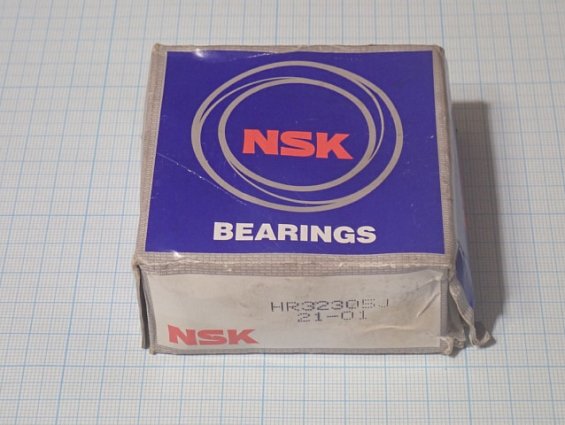 NSK
BEARINGS
HR32305J
21-01
NSK